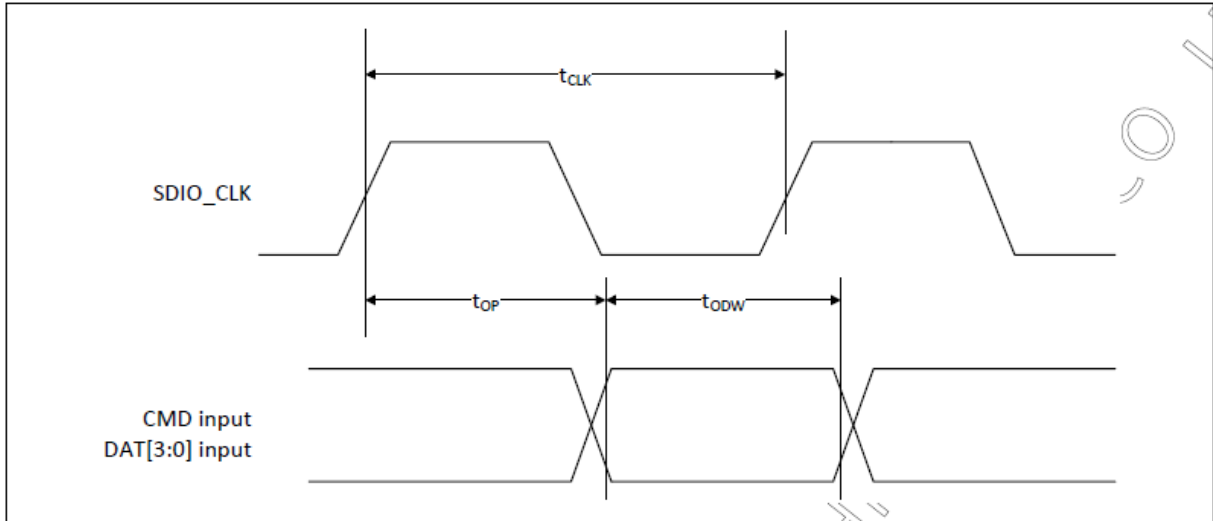 tCLK
SDIO_CLK
tOP
tODW
CMD input
DAT[3:0] input